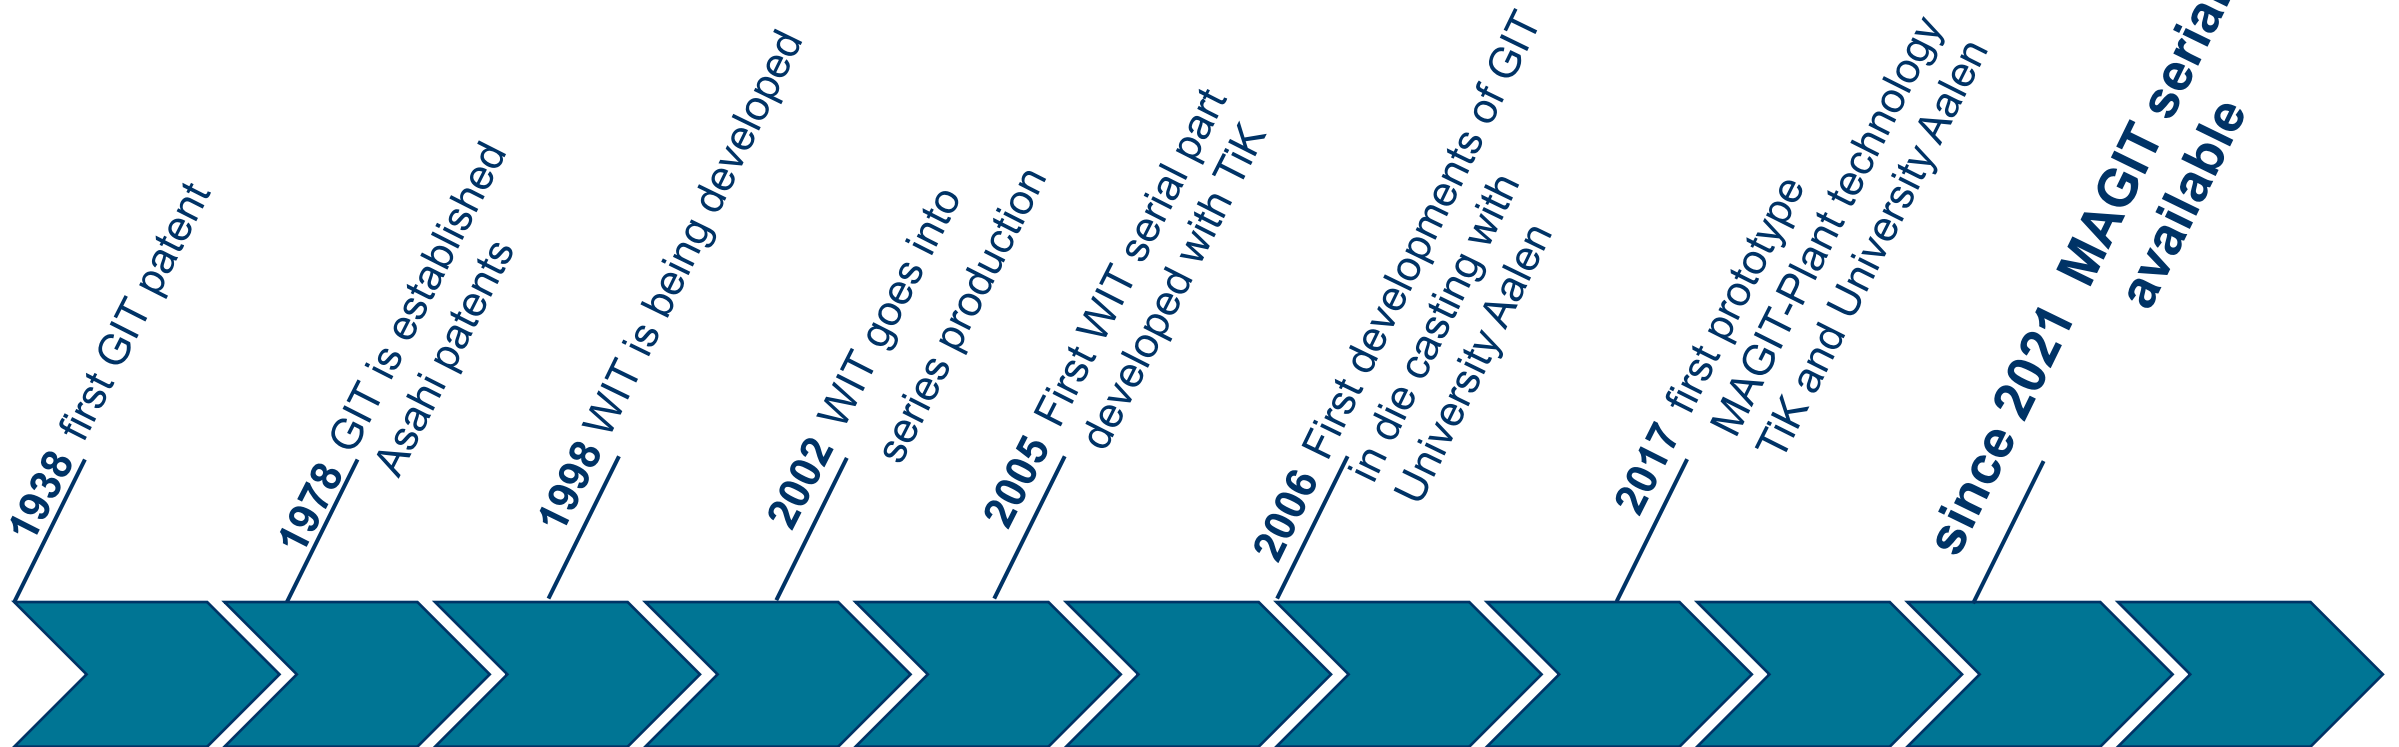 1938 first GIT patent
1978 GIT is established
Asahi patents
1998 WIT is being developed
2002 WIT goes into
series production
2005 First WIT serial part
developed with TiK
2006 First developments of GIT
in die casting with
University Aalen
2017 first prototype
MAGIT-Plant technology
TiK and University Aalen
since 2021 MAGIT serial
available